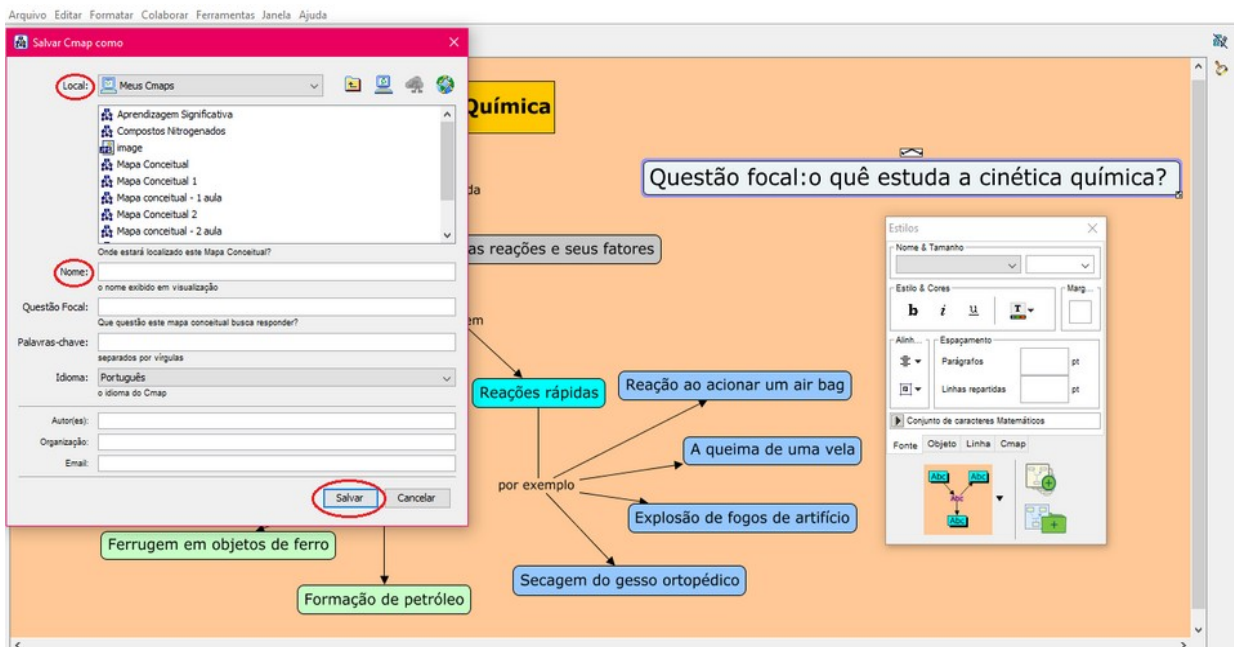 Arquivo Editar Formatar Colaborar Ferramentas Janela Ajuda
Salvar Cmap como
Local: Meus Cmaps
Aprendizagem Significativa
Compostos Nitrogenados
image
Mapa Conceitual
Mapa Conceitual 1
Mapa conceitual - 1 aula
Mapa Conceitual 2
Mapa conceitual - 2 aula
Onde estará localizado este Mapa Conceitual?
Nome:
o nome exibido em visualização
Questão Focal:
Que questão este mapa conceitual busca responder?
Palavras-chave:
separados por vírgulas
Idioma: Português
o idioma do Cmap
Autor(es):
Organização:
Email:
Salvar Cancelar
Química
da
Questão focal:o quê estuda a cinética química?
as reações e seus fatores
em
Reações rápidas
Reação ao acionar um air bag
A queima de uma vela
por exemplo
Explosão de fogos de artifício
Secagem do gesso ortopédico
Ferrugem em objetos de ferro
Formação de petróleo
Estilos
Nome & Tamanho
Estilo & Cores
Marg...
b i u T
Alinh...
Espaçamento
Parágrafos pt
Linhas repartidas pt
Conjunto de caracteres Matemáticos
Fonte Objeto Linha Cmap
Abc Abc
Abc
Abc